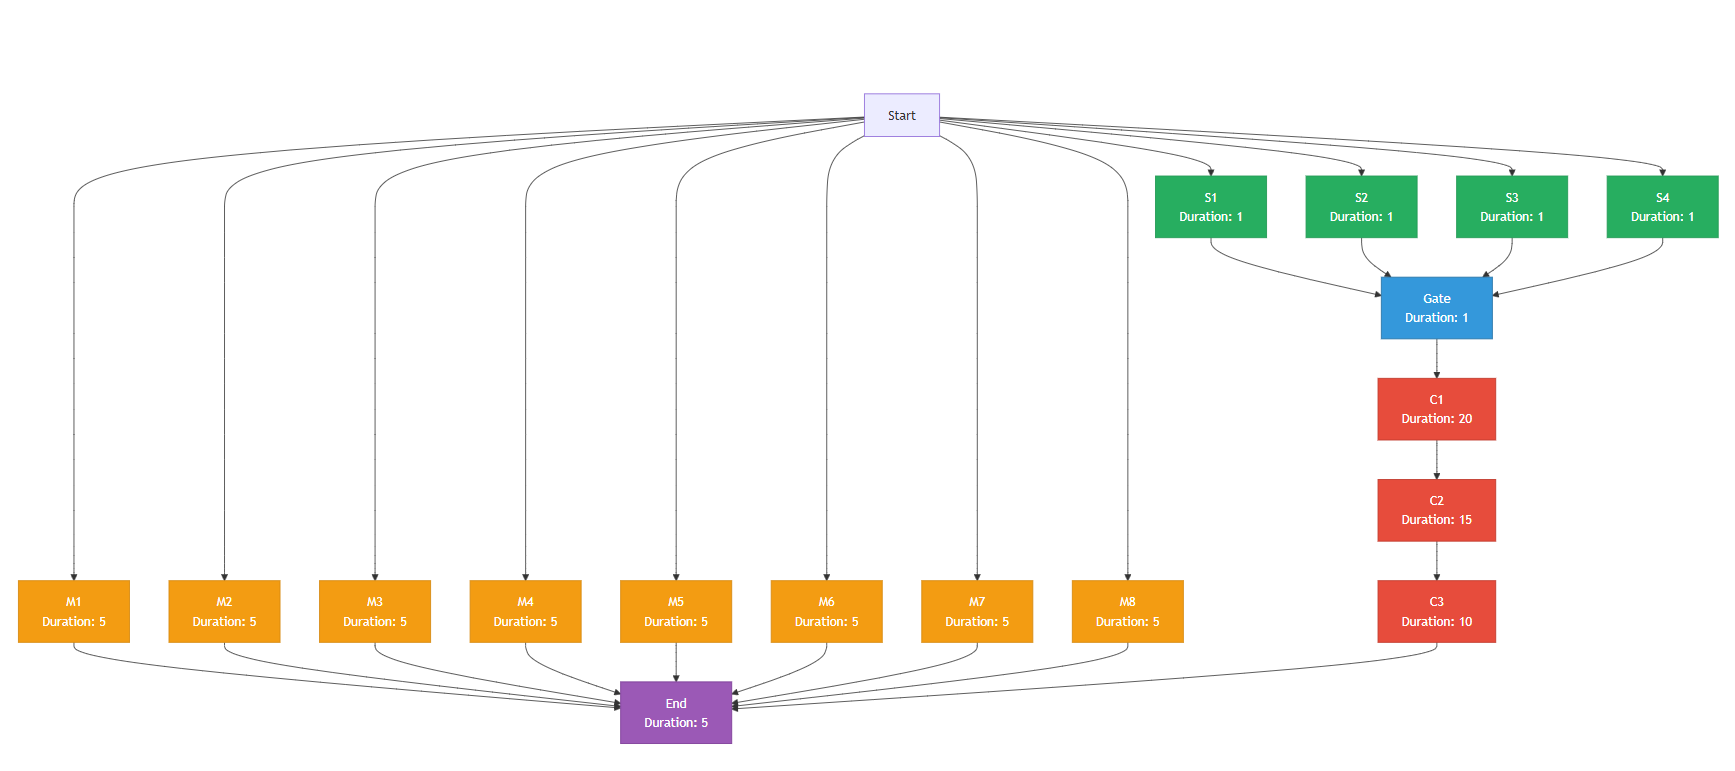 Start
S1
Duration: 1
S2
Duration: 1
S3
Duration: 1
S4
Duration: 1
Gate
Duration: 1
C1
Duration: 20
C2
Duration: 15
M1
Duration: 5
M2
Duration: 5
M3
Duration: 5
M4
Duration: 5
M5
Duration: 5
M6
Duration: 5
M7
Duration: 5
M8
Duration: 5
C3
Duration: 10
End
Duration: 5